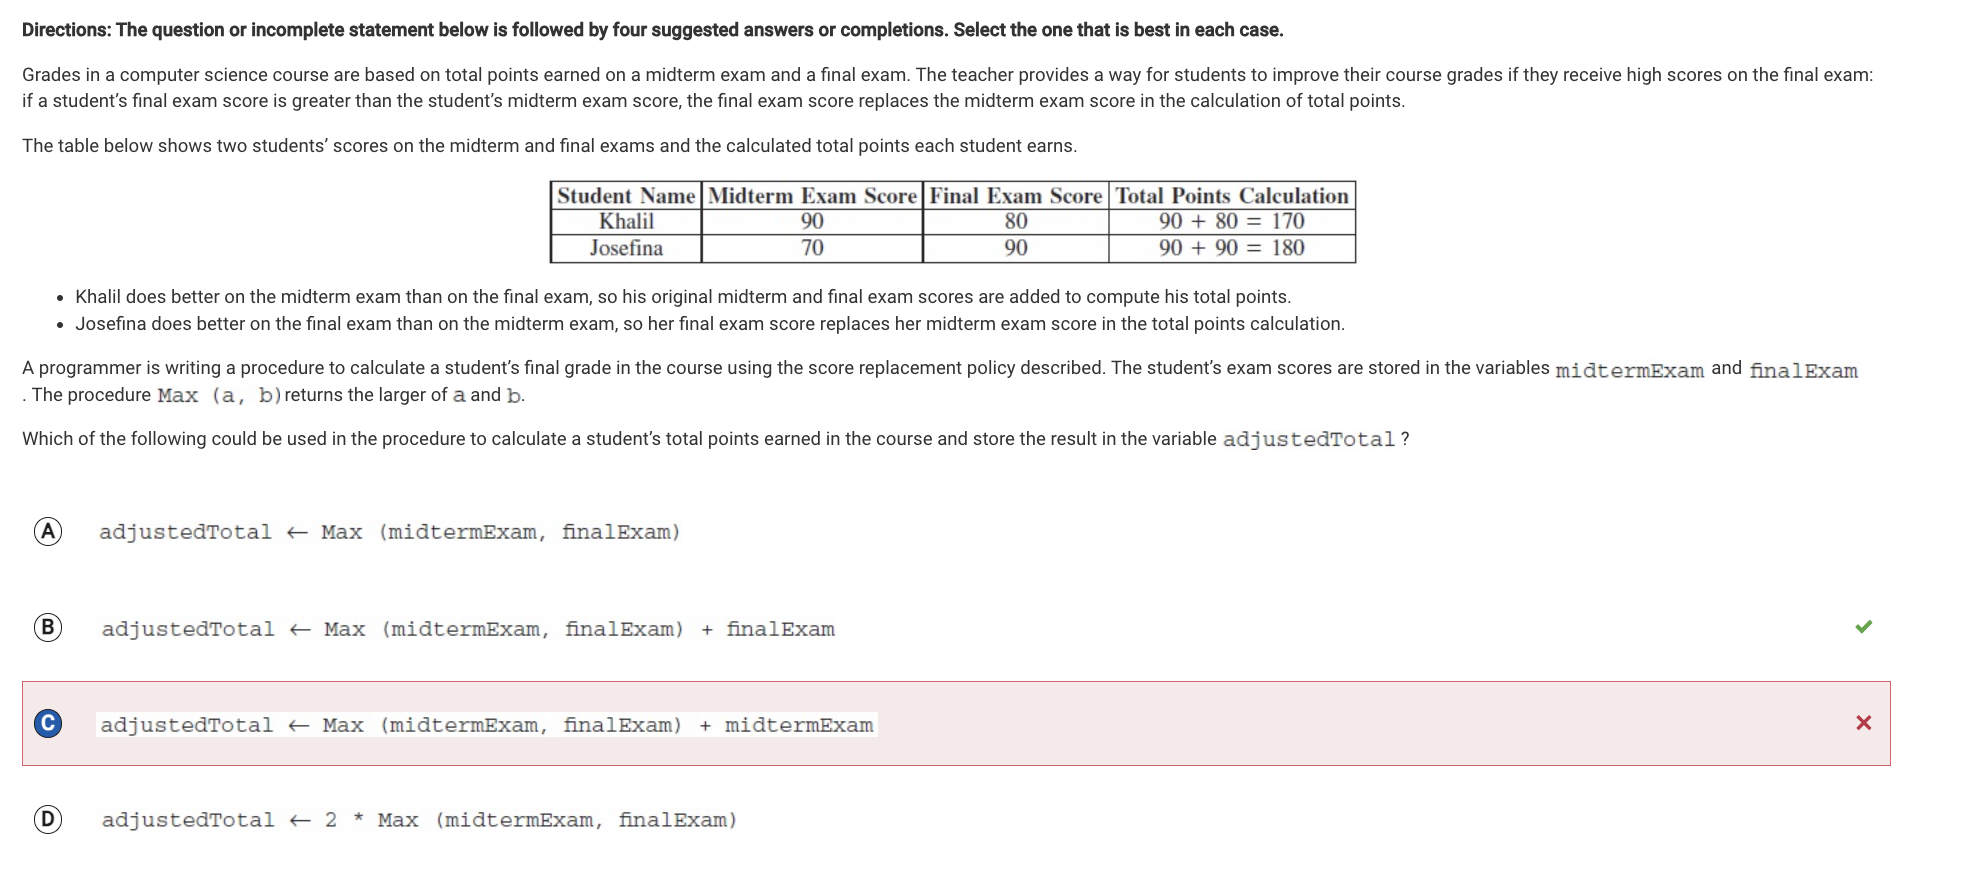 Directions: The question or incomplete statement below is followed by four suggested answers or completions. Select the one that is best in each case.
Grades in a computer science course are based on total points earned on a midterm exam and a final exam. The teacher provides a way for students to improve their course grades if they receive high scores on the final exam:
if a student’s final exam score is greater than the student’s midterm exam score, the final exam score replaces the midterm exam score in the calculation of total points.
The table below shows two students’ scores on the midterm and final exams and the calculated total points each student earns.
Student Name Midterm Exam Score Final Exam Score Total Points Calculation
Khalil 90 80 90 + 80 = 170
Josefina 70 90 90 + 90 = 180
• Khalil does better on the midterm exam than on the final exam, so his original midterm and final exam scores are added to compute his total points.
• Josefina does better on the final exam than on the midterm exam, so her final exam score replaces her midterm exam score in the total points calculation.
A programmer is writing a procedure to calculate a student’s final grade in the course using the score replacement policy described. The student’s exam scores are stored in the variables midtermExam and finalExam
. The procedure Max (a, b) returns the larger of a and b.
Which of the following could be used in the procedure to calculate a student’s total points earned in the course and store the result in the variable adjustedTotal ?
A adjustedTotal ← Max (midtermExam, finalExam)
B adjustedTotal ← Max (midtermExam, finalExam) + finalExam
C adjustedTotal ← Max (midtermExam, finalExam) + midtermExam
D adjustedTotal ← 2 * Max (midtermExam, finalExam)